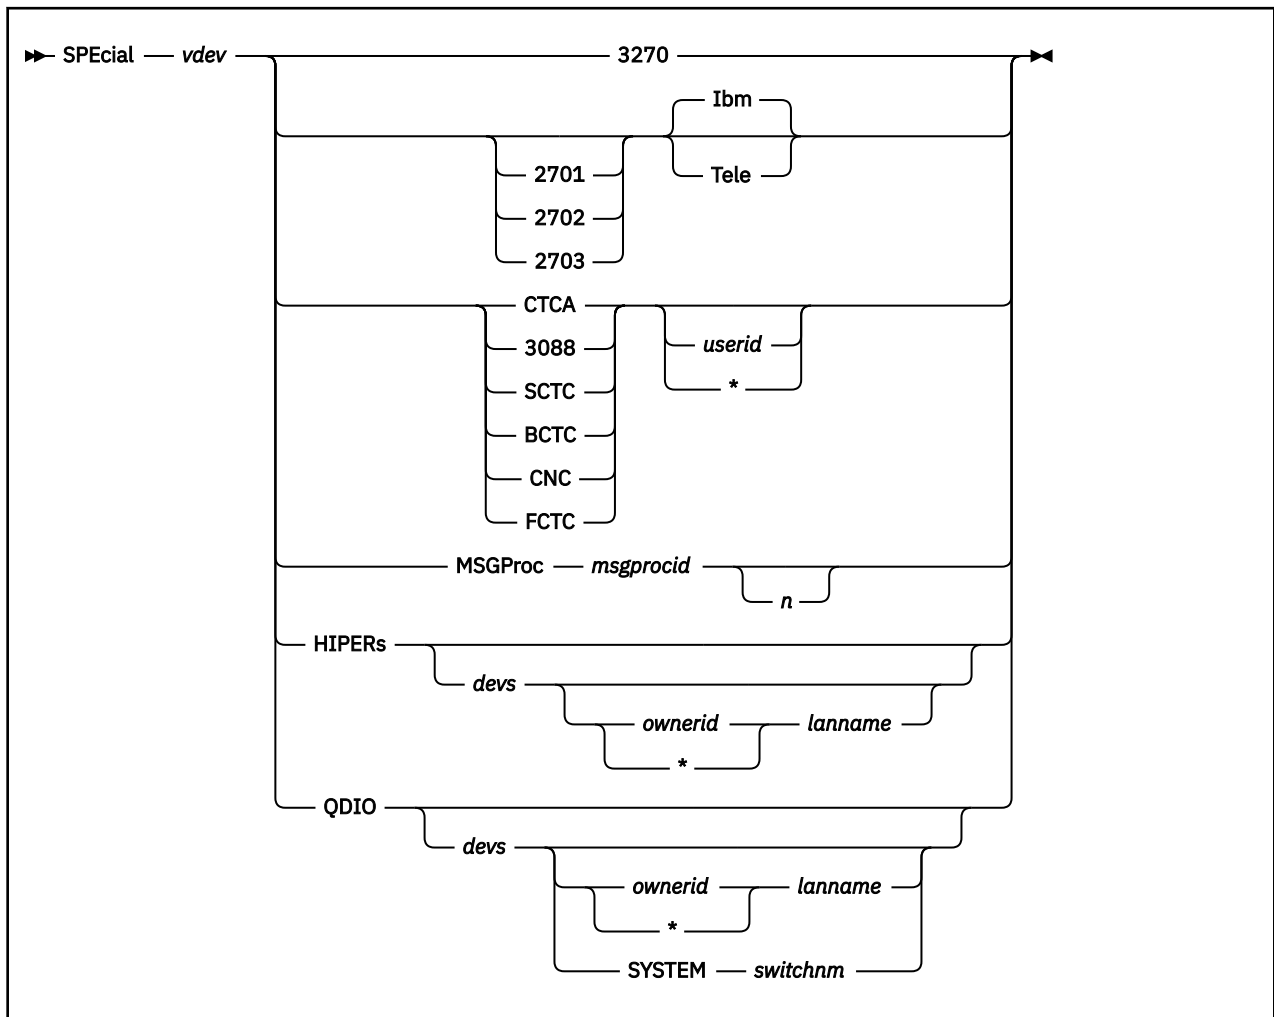 SPEcial vdev 3270
Ibm
2701 Tele
2702
2703
CTCA
3088 userid
SCTC *
BCTC
CNC
FCTC
MSGProc msgprocid
n
HIPERs
devs
ownerid lanname
*
QDIO
devs
ownerid lanname
*
SYSTEM switchnm